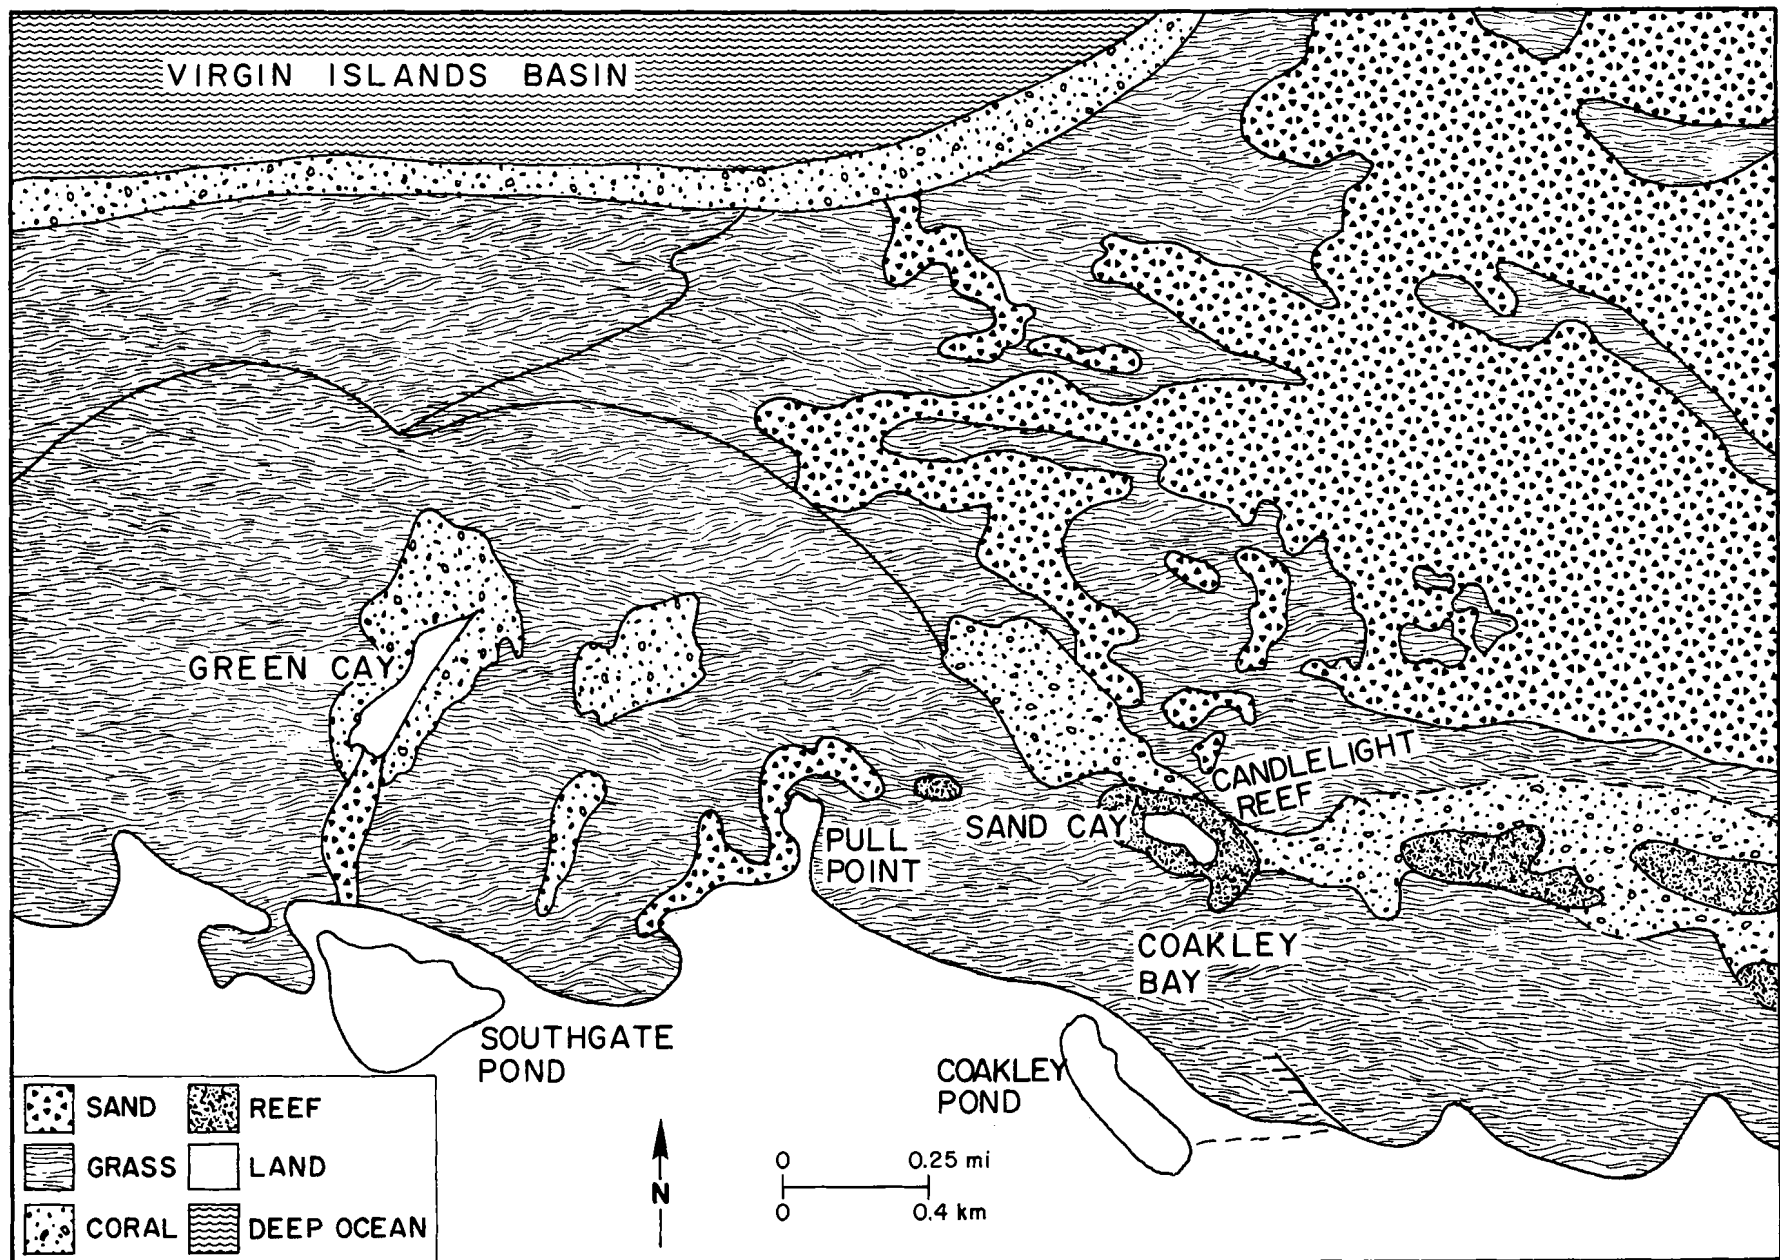 VIRGIN ISLANDS BASIN
GREEN CAY
CANDLELIGHT
REEF
SAND CAY
PULL
POINT
COAKLEY
BAY
SOUTHGATE
POND
COAKLEY
POND
SAND REEF
GRASS LAND
CORAL DEEP OCEAN
N
0 0.25 mi
0 0.4 km